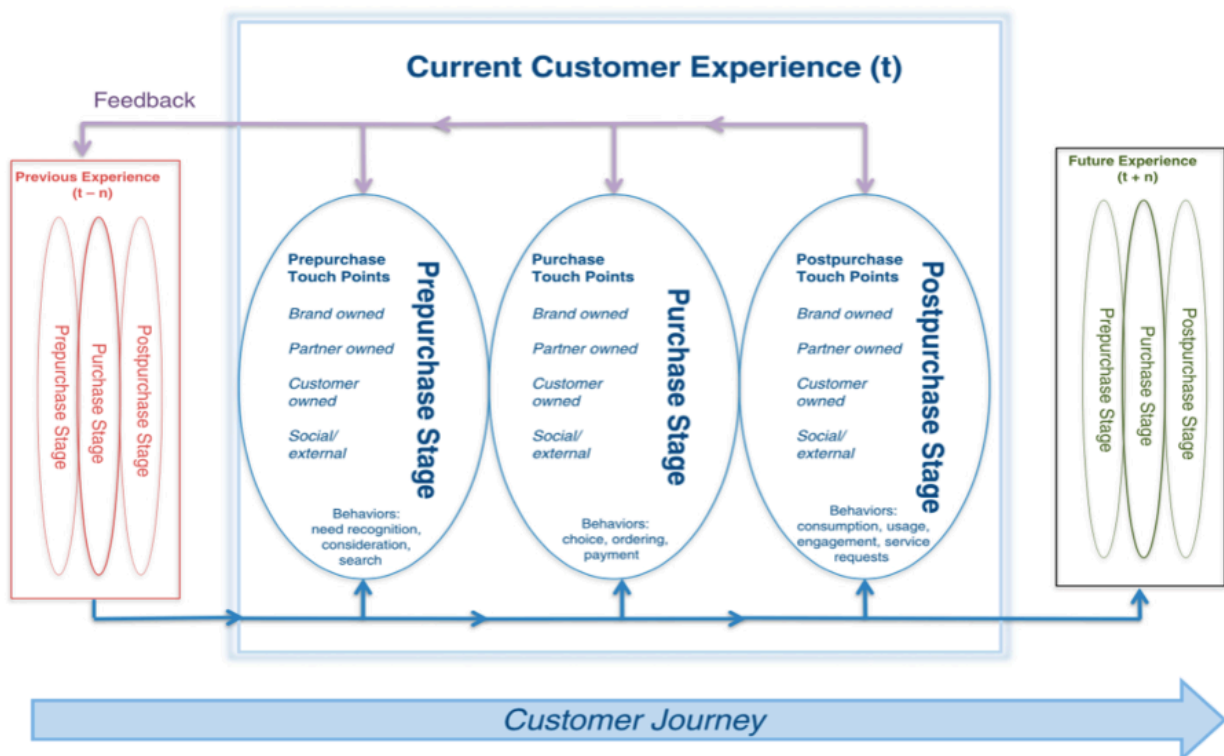 Current Customer Experience (t)
Feedback
Previous Experience
(t – n)
Prepurchase Stage
Purchase Stage
Postpurchase Stage
Prepurchase
Touch Points
Brand owned
Partner owned
Customer
owned
Social/
external
Prepurchase Stage
Behaviors:
need recognition,
consideration,
search
Purchase
Touch Points
Brand owned
Partner owned
Customer
owned
Social/
external
Purchase Stage
Behaviors:
choice, ordering,
payment
Postpurchase
Touch Points
Brand owned
Partner owned
Customer
owned
Social/
external
Postpurchase Stage
Behaviors:
consumption, usage,
engagement, service
requests
Future Experience
(t + n)
Prepurchase Stage
Purchase Stage
Postpurchase Stage
Customer Journey